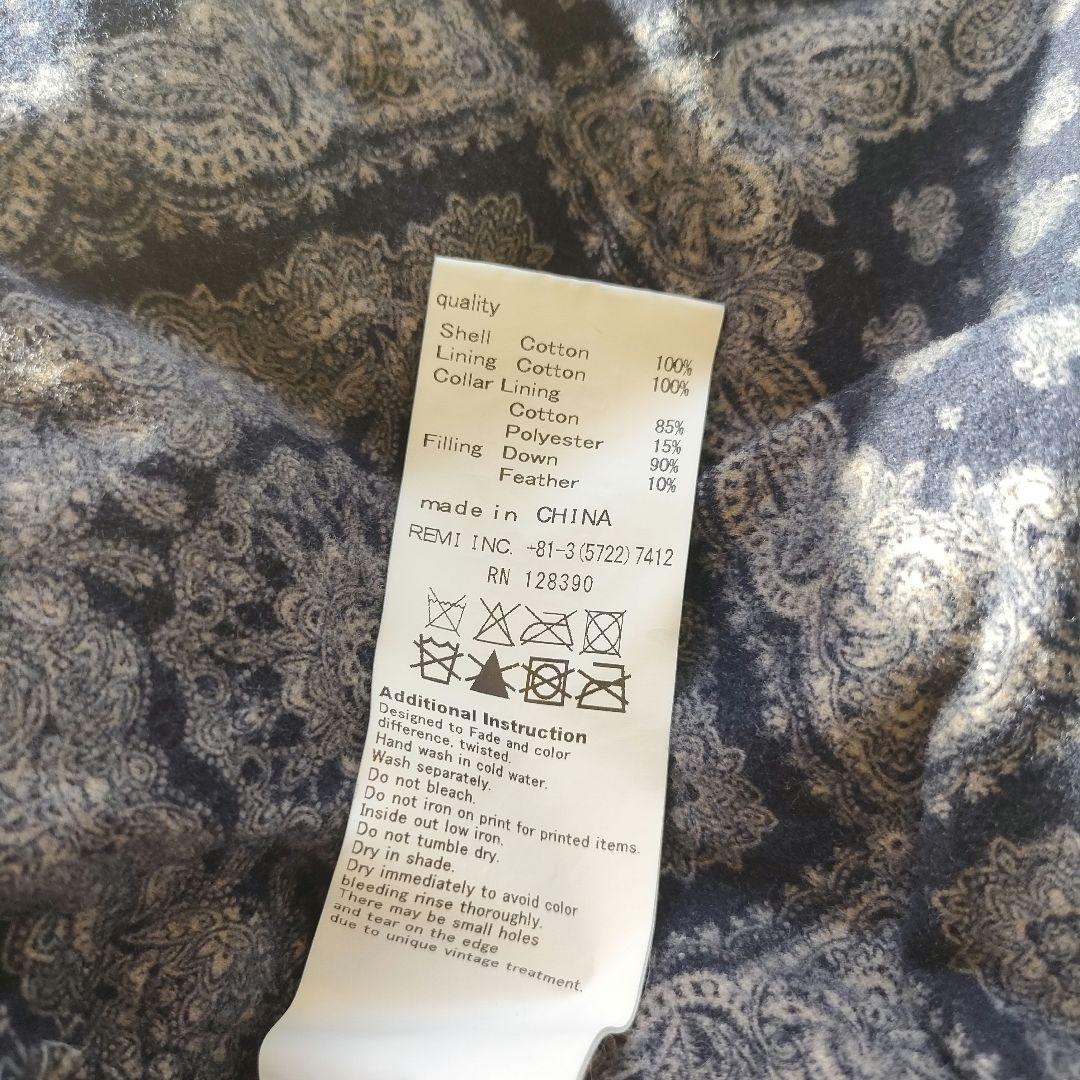 quality
Shell Cotton 100%
Lining Cotton 100%
Collar Lining
Cotton 85%
Polyester 15%
Filling Down 90%
Feather 10%
made in CHINA
REMI INC. +81-3(5722)7412
RN 128390
Additional Instruction
Designed to Fade and color
difference, twisted.
Hand wash in cold water.
Wash separately.
Do not bleach.
Do not iron on print for printed items.
Inside out low iron.
Do not tumble dry.
Dry in shade.
Dry immediately to avoid color
bleeding rinse thoroughly.
There may be small holes
and tear on the edge
due to unique vintage treatment.